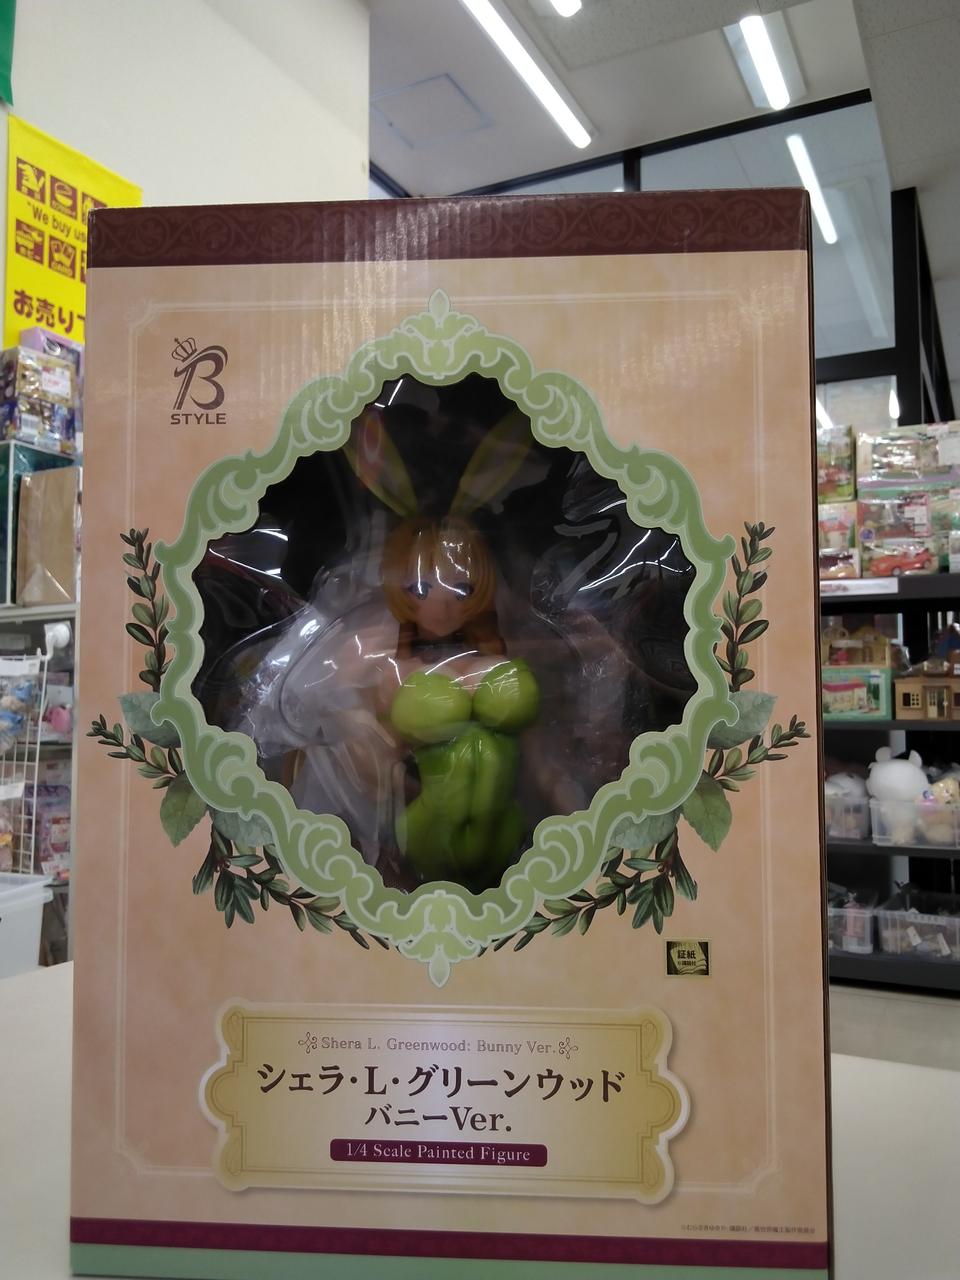 "We buy us
お売り
B
STYLE
証紙
Shera L. Greenwood: Bunny Ver.
シェラ・L・グリーンウッド
バニーVer.
1/4 Scale Painted Figure